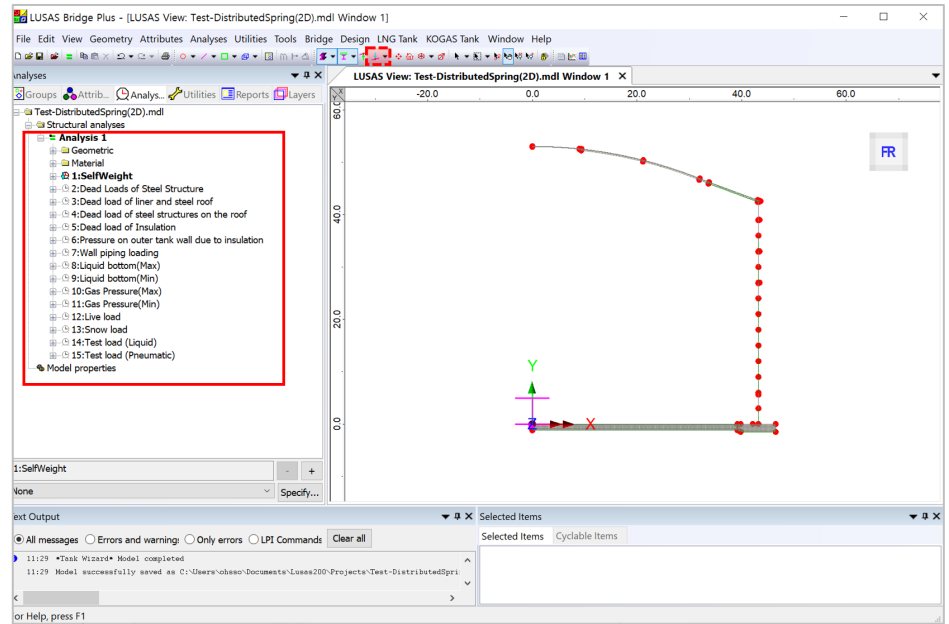 LUSAS Bridge Plus - [LUSAS View: Test-DistributedSpring(2D).mdl Window 1]
File Edit View Geometry Attributes Analyses Utilities Tools Bridge Design LNG Tank KOGAS Tank Window Help
nalyses
LUSAS View: Test-DistributedSpring(2D).mdl Window 1
Groups Attrib... Analys... Utilities Reports Layers
Test-DistributedSpring(2D).mdl
Structural analyses
Analysis 1
Geometric
Material
1:SelfWeight
2:Dead Loads of Steel Structure
3:Dead load of liner and steel roof
4:Dead load of steel structures on the roof
5:Dead load of Insulation
6:Pressure on outer tank wall due to insulation
7:Wall piping loading
8:Liquid bottom(Max)
9:Liquid bottom(Min)
10:Gas Pressure(Max)
11:Gas Pressure(Min)
12:Live load
13:Snow load
14:Test load (Liquid)
15:Test load (Pneumatic)
Model properties
1:SelfWeight
- +
None
Specify...
X -20.0 0.0 20.0 40.0 60.0
60.0
40.0
20.0
0.0
FR
Y
Z X
ext Output
All messages Errors and warnings Only errors LPI Commands Clear all
11:29 *Tank Wizard* Model completed
11:29 Model successfully saved as C:\Users\ohsso\Documents\Lusas200\Projects\Test-DistributedSpri
Selected Items
Selected Items Cyclable Items
or Help, press F1